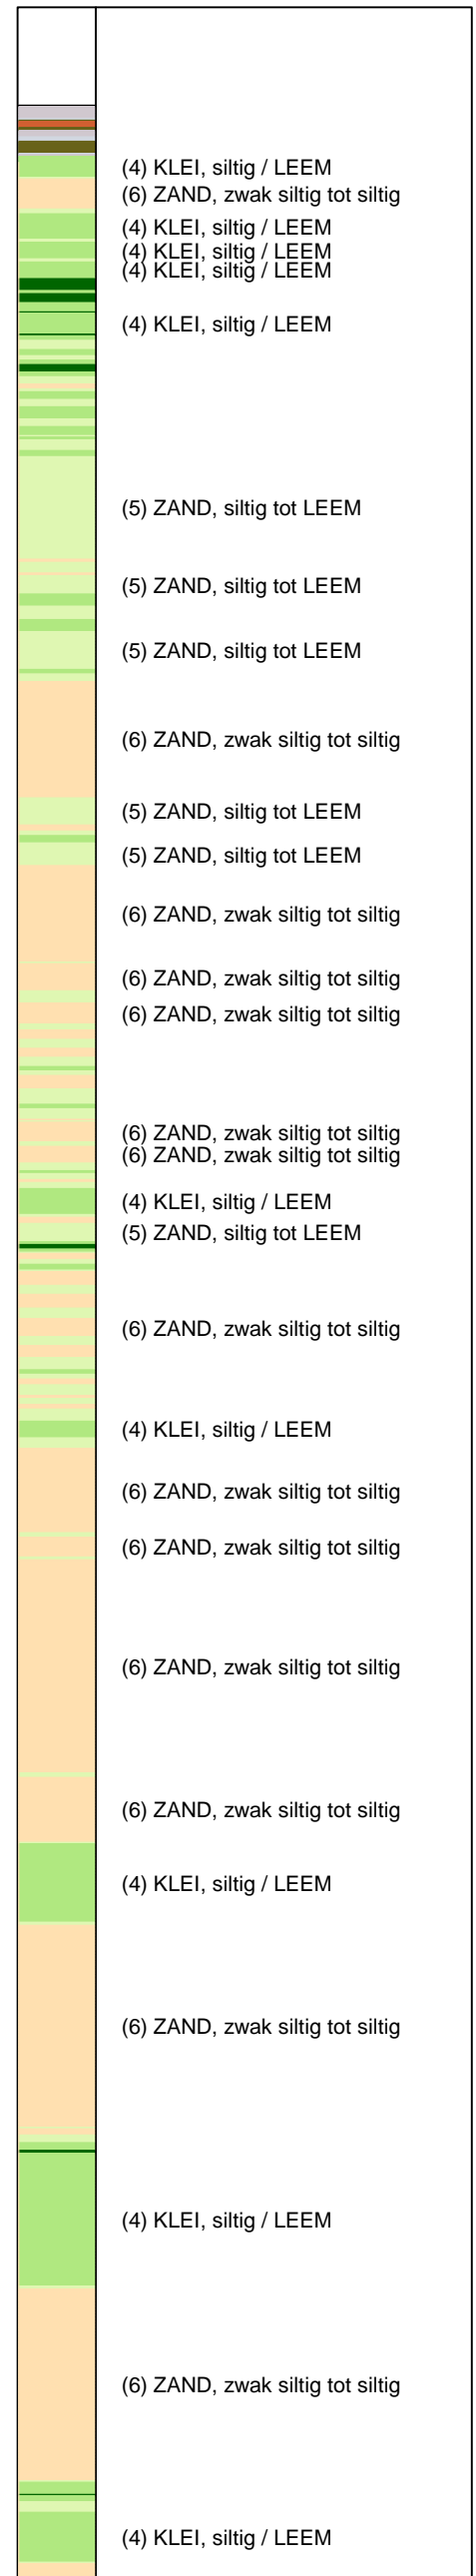 (4) KLEI, siltig / LEEM
(6) ZAND, zwak siltig tot siltig
(4) KLEI, siltig / LEEM
(4) KLEI, siltig / LEEM
(4) KLEI, siltig / LEEM
(4) KLEI, siltig / LEEM
(5) ZAND, siltig tot LEEM
(5) ZAND, siltig tot LEEM
(5) ZAND, siltig tot LEEM
(6) ZAND, zwak siltig tot siltig
(5) ZAND, siltig tot LEEM
(5) ZAND, siltig tot LEEM
(6) ZAND, zwak siltig tot siltig
(6) ZAND, zwak siltig tot siltig
(6) ZAND, zwak siltig tot siltig
(6) ZAND, zwak siltig tot siltig
(6) ZAND, zwak siltig tot siltig
(4) KLEI, siltig / LEEM
(5) ZAND, siltig tot LEEM
(6) ZAND, zwak siltig tot siltig
(4) KLEI, siltig / LEEM
(6) ZAND, zwak siltig tot siltig
(6) ZAND, zwak siltig tot siltig
(6) ZAND, zwak siltig tot siltig
(6) ZAND, zwak siltig tot siltig
(4) KLEI, siltig / LEEM
(6) ZAND, zwak siltig tot siltig
(4) KLEI, siltig / LEEM
(6) ZAND, zwak siltig tot siltig
(4) KLEI, siltig / LEEM